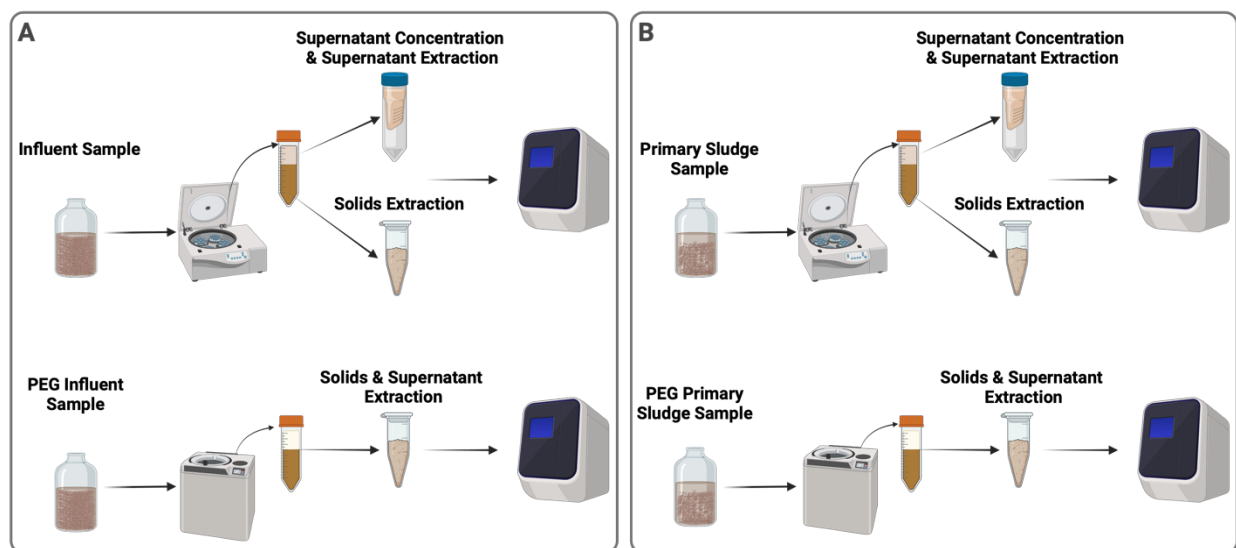 A
Supernatant Concentration
& Supernatant Extraction
Influent Sample
Solids Extraction
PEG Influent
Sample
Solids & Supernatant
Extraction
B
Supernatant Concentration
& Supernatant Extraction
Primary Sludge
Sample
Solids Extraction
PEG Primary
Sludge Sample
Solids & Supernatant
Extraction